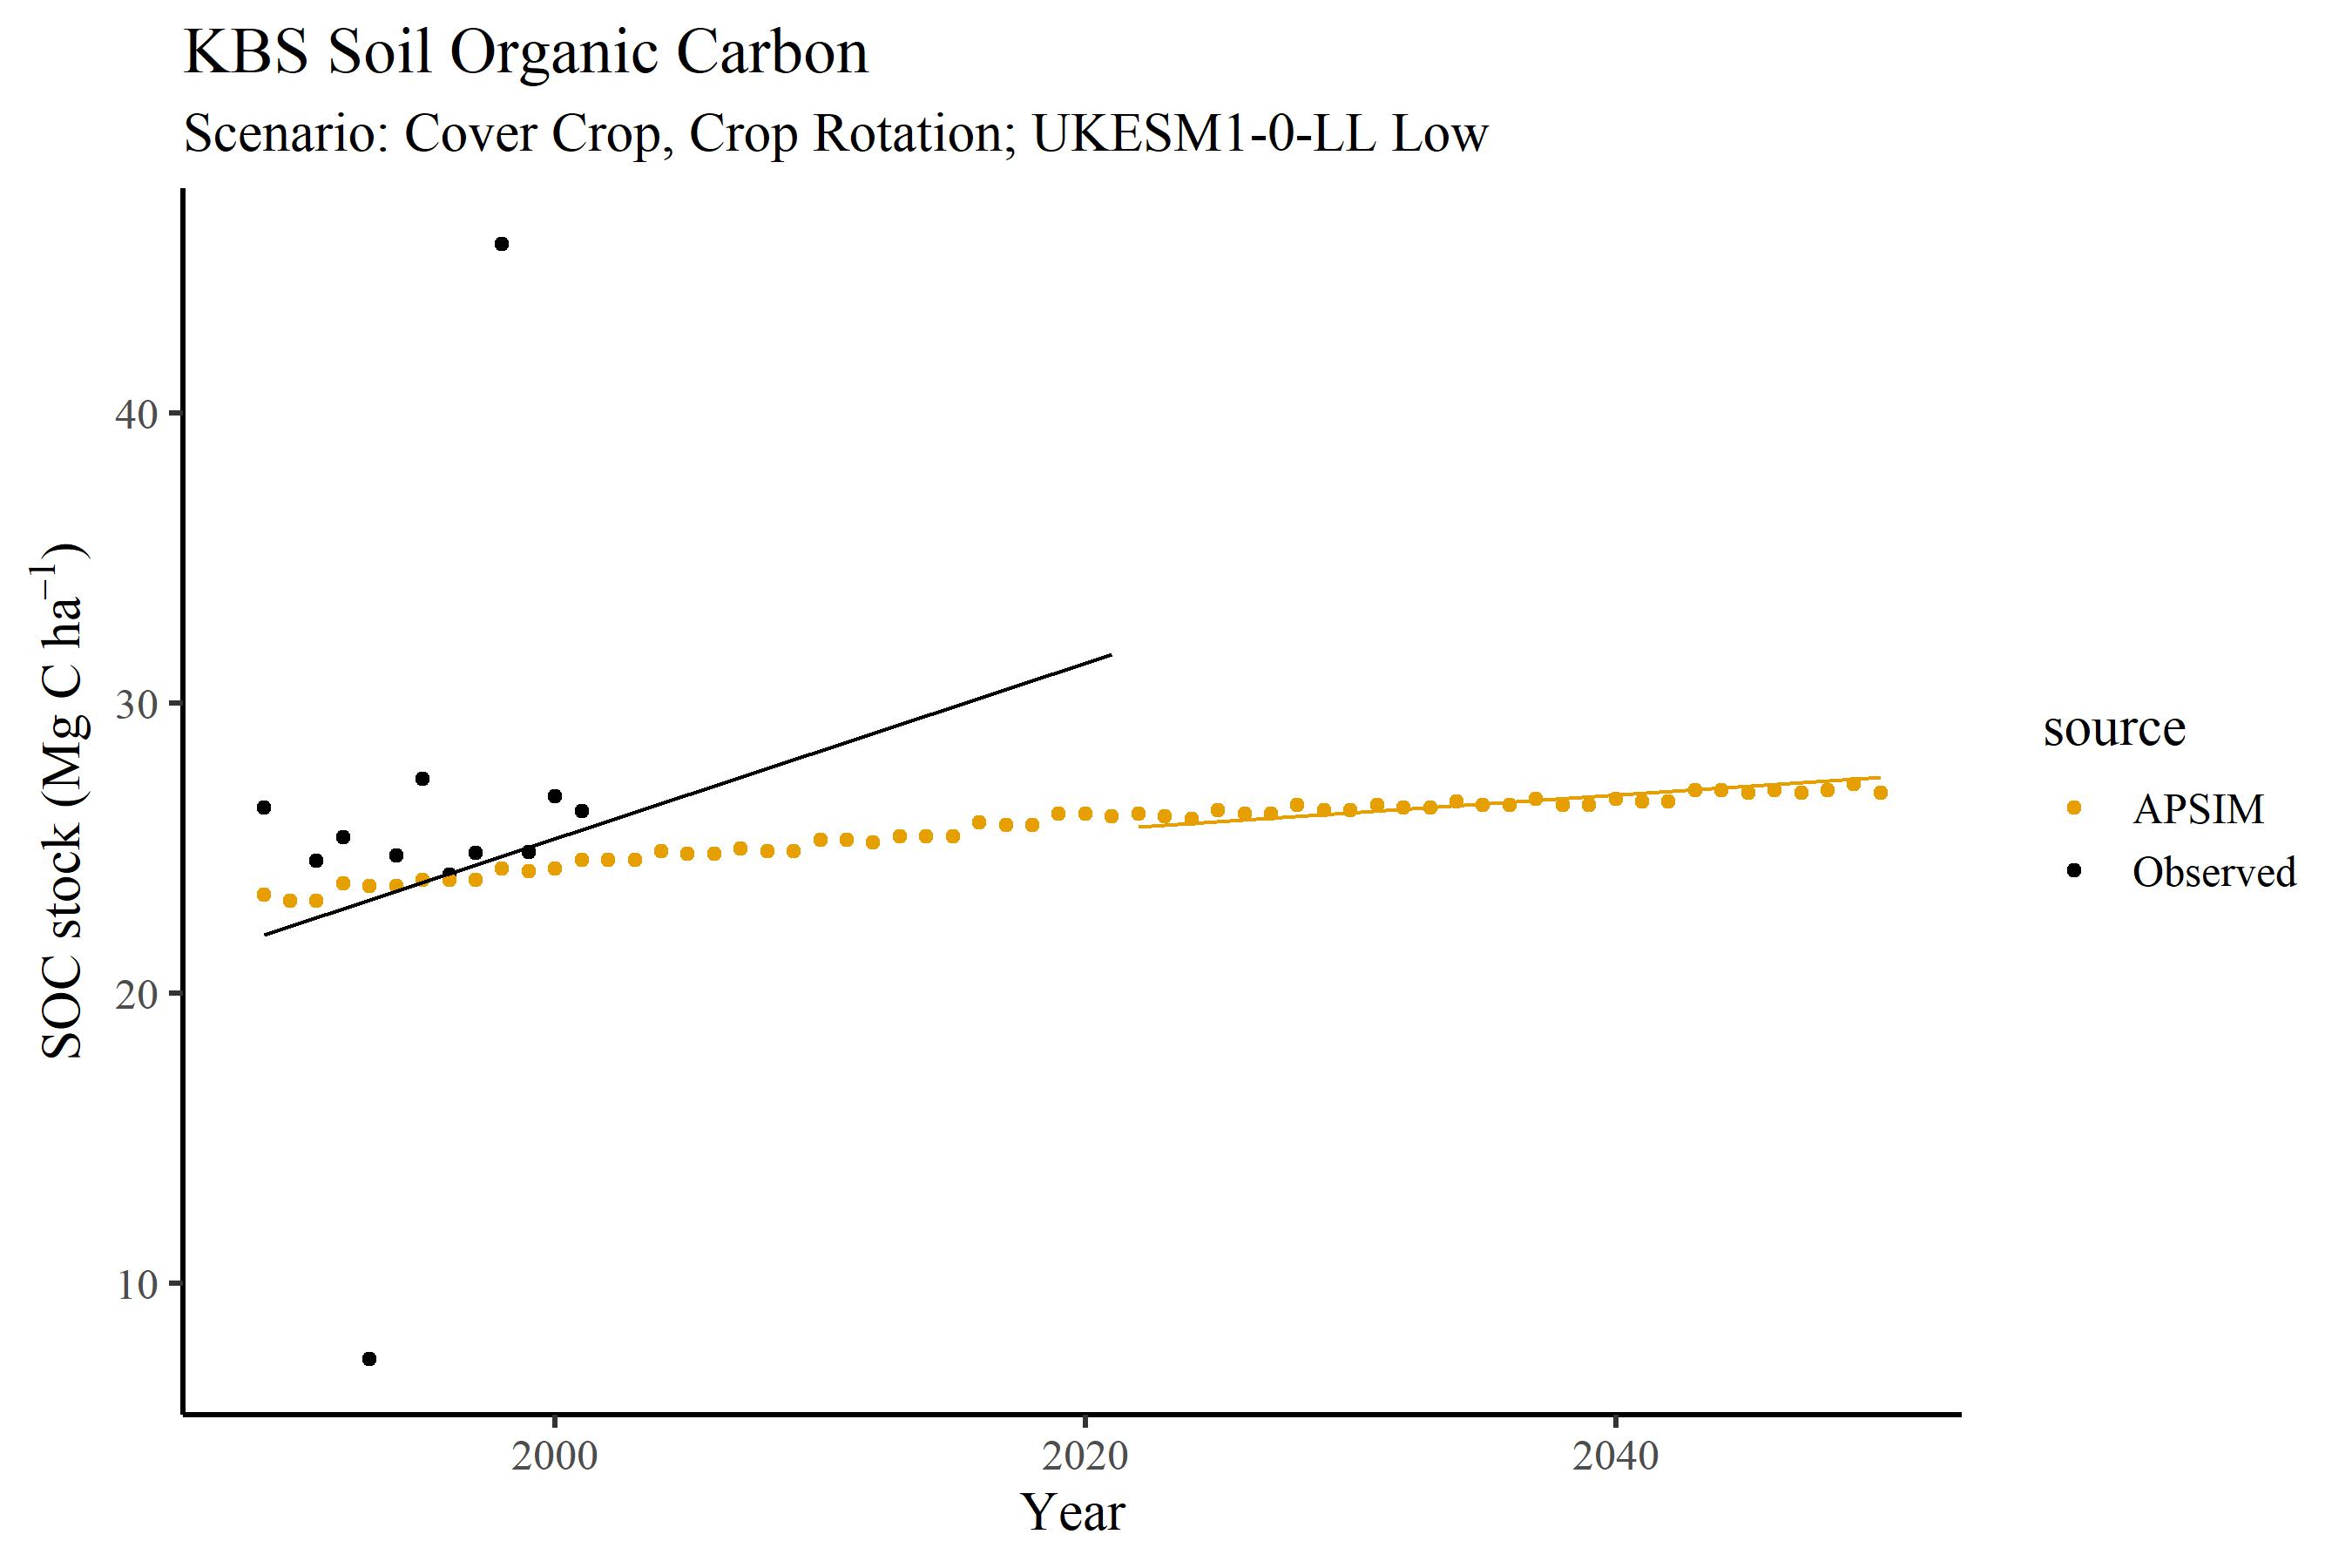 KBS Soil Organic Carbon
Scenario: Cover Crop, Crop Rotation; UKESM1-0-LL Low
SOC stock (Mg C ha⁻¹)
40
30
20
10
2000
2020
2040
Year
source
APSIM
Observed